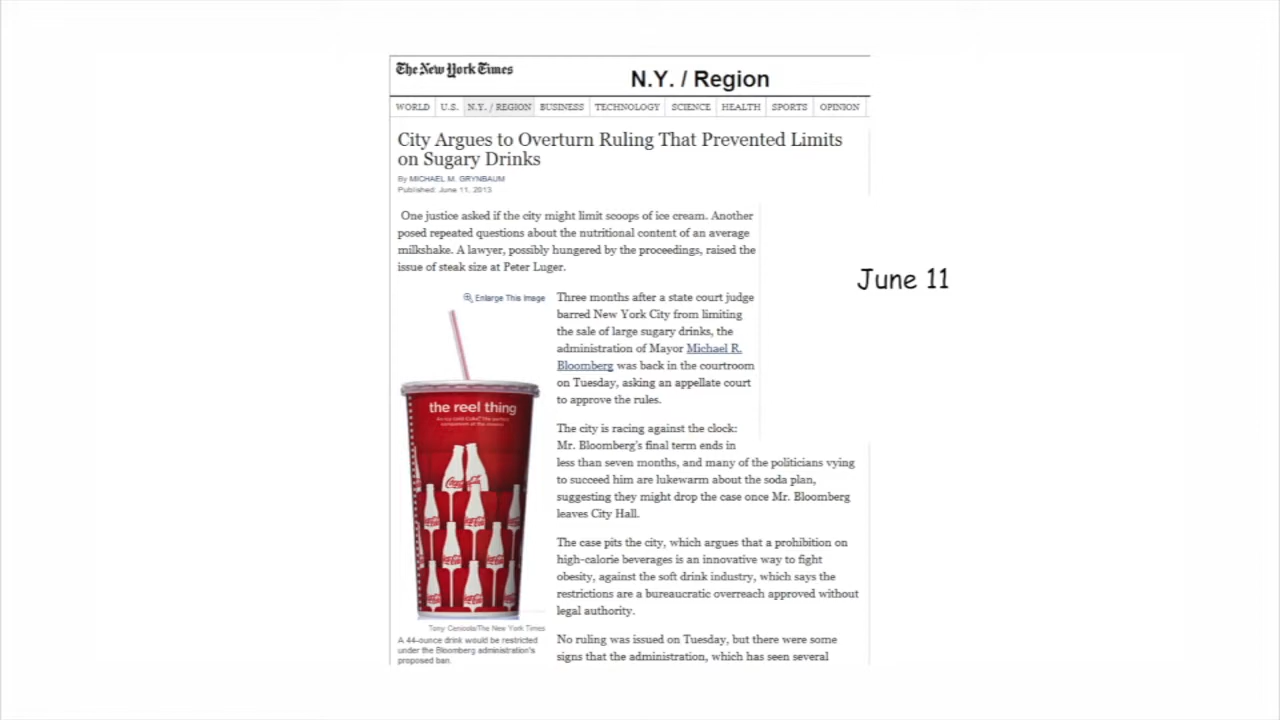 The New York Times
N.Y. / Region
WORLD U.S. N.Y. / REGION BUSINESS TECHNOLOGY SCIENCE HEALTH SPORTS OPINION
City Argues to Overturn Ruling That Prevented Limits
on Sugary Drinks
By MICHAEL M. GRYNBAUM
Published: June 11, 2013
One justice asked if the city might limit scoops of ice cream. Another
posed repeated questions about the nutritional content of an average
milkshake. A lawyer, possibly hungered by the proceedings, raised the
issue of steak size at Peter Luger.
June 11
Enlarge This Image
the reel thing
Coca-Cola
Tony Cenicola/The New York Times
A 44-ounce drink would be restricted
under the Bloomberg administration's
proposed ban.
Three months after a state court judge
barred New York City from limiting
the sale of large sugary drinks, the
administration of Mayor Michael R.
Bloomberg was back in the courtroom
on Tuesday, asking an appellate court
to approve the rules.
The city is racing against the clock:
Mr. Bloomberg's final term ends in
less than seven months, and many of the politicians vying
to succeed him are lukewarm about the soda plan,
suggesting they might drop the case once Mr. Bloomberg
leaves City Hall.
The case pits the city, which argues that a prohibition on
high-calorie beverages is an innovative way to fight
obesity, against the soft drink industry, which says the
restrictions are a bureaucratic overreach approved without
legal authority.
No ruling was issued on Tuesday, but there were some
signs that the administration, which has seen several